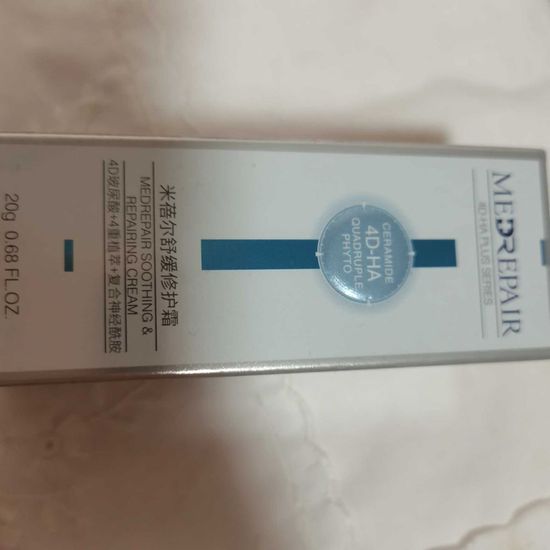 MEDREPAIR
4D-HA PLUS SERIES
CERAMIDE
4D-HA
QUADRUPLE
PHYTO
米蓓尔舒缓修护霜
MEDREPAIR SOOTHING &
REPAIRING CREAM
4D玻尿酸+4重植萃+复合神经酰胺
20g 0.68 FL.OZ.